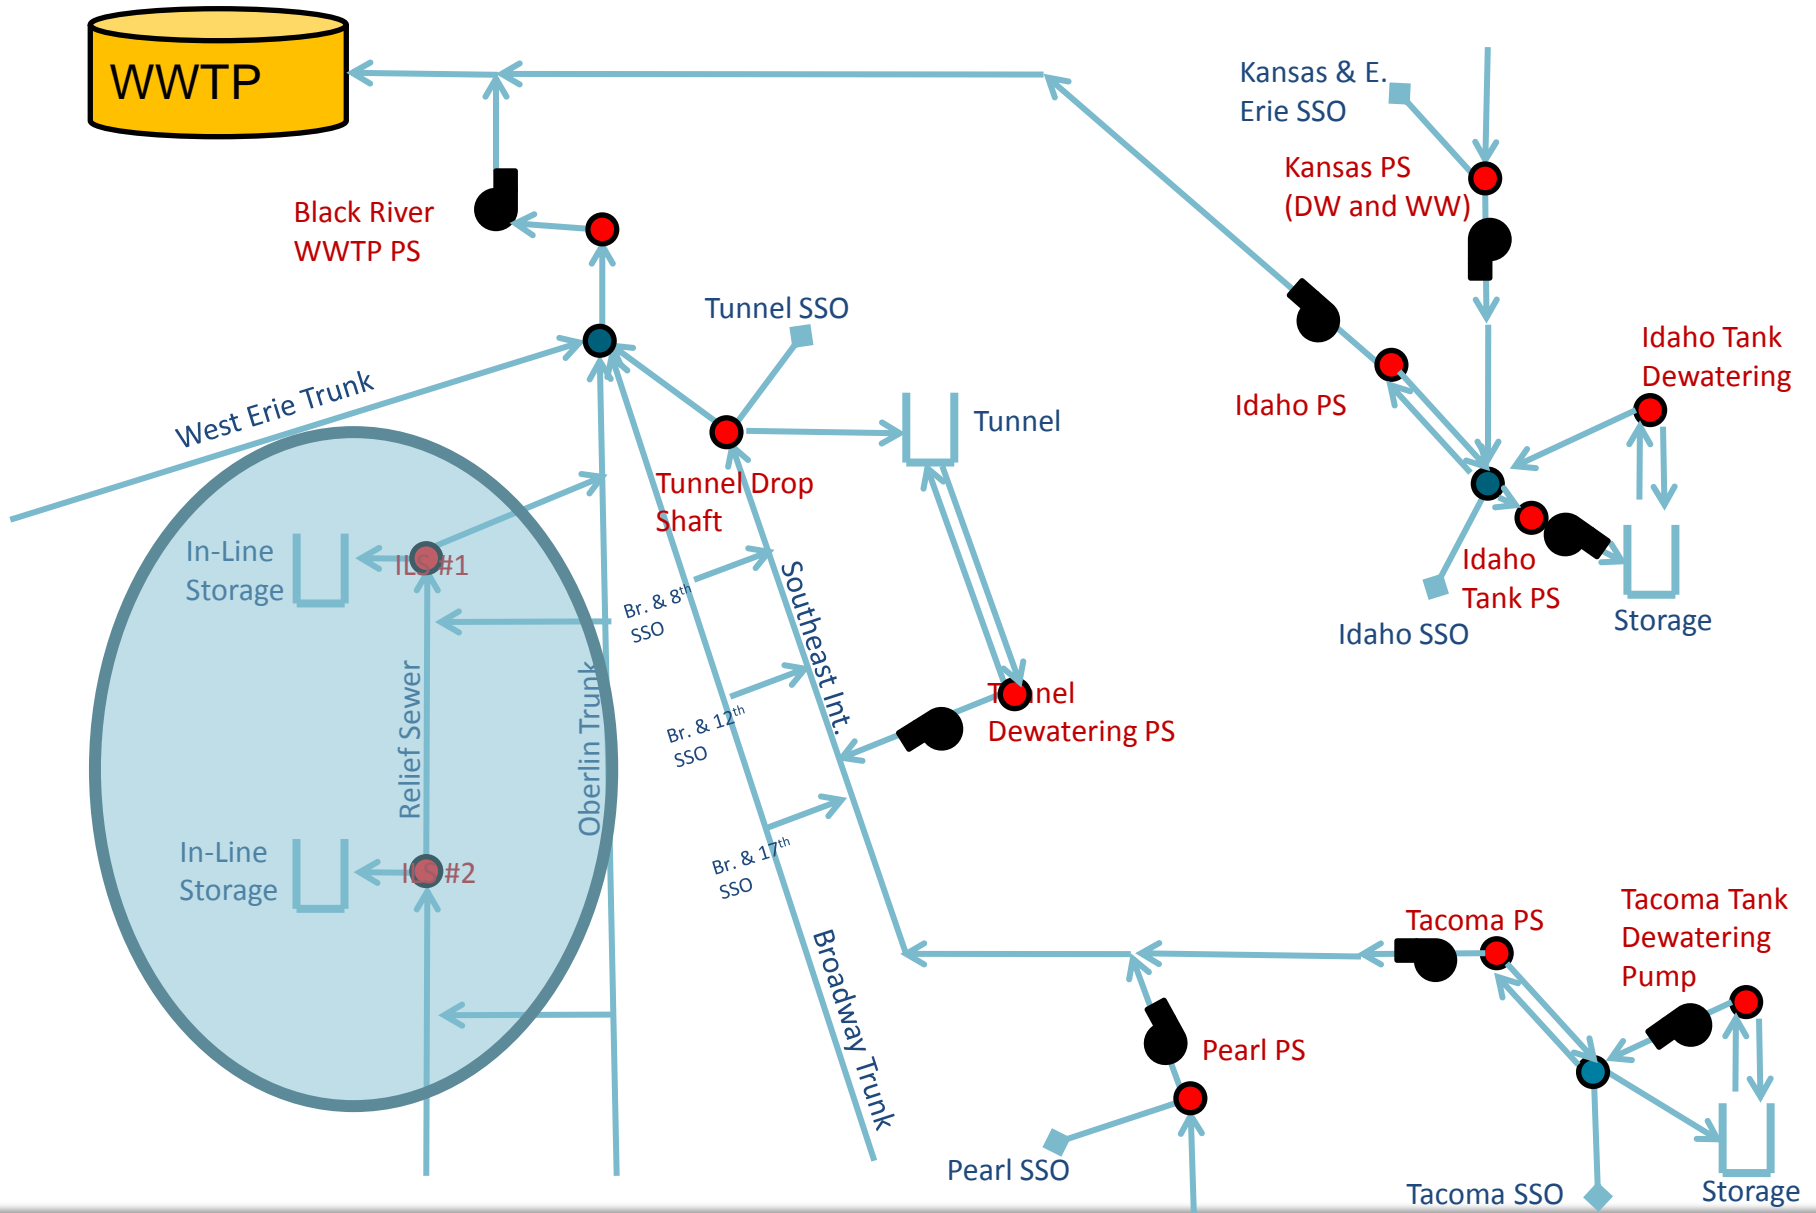 WWTP
Kansas & E.
Erie SSO
Kansas PS
(DW and WW)
Black River
WWTP PS
Tunnel SSO
Idaho Tank
Dewatering
West Erie Trunk
Idaho PS
Tunnel
Tunnel Drop
Shaft
In-Line
Storage
ILS #1
Br. & 8th
SSO
Southeast Int.
Idaho
Tank PS
Storage
Idaho SSO
Relief Sewer
Oberlin Trunk
Br. & 12th
SSO
Tunnel
Dewatering PS
In-Line
Storage
ILS #2
Br. & 17th
SSO
Broadway Trunk
Tacoma PS
Tacoma Tank
Dewatering
Pump
Pearl PS
Pearl SSO
Tacoma SSO
Storage